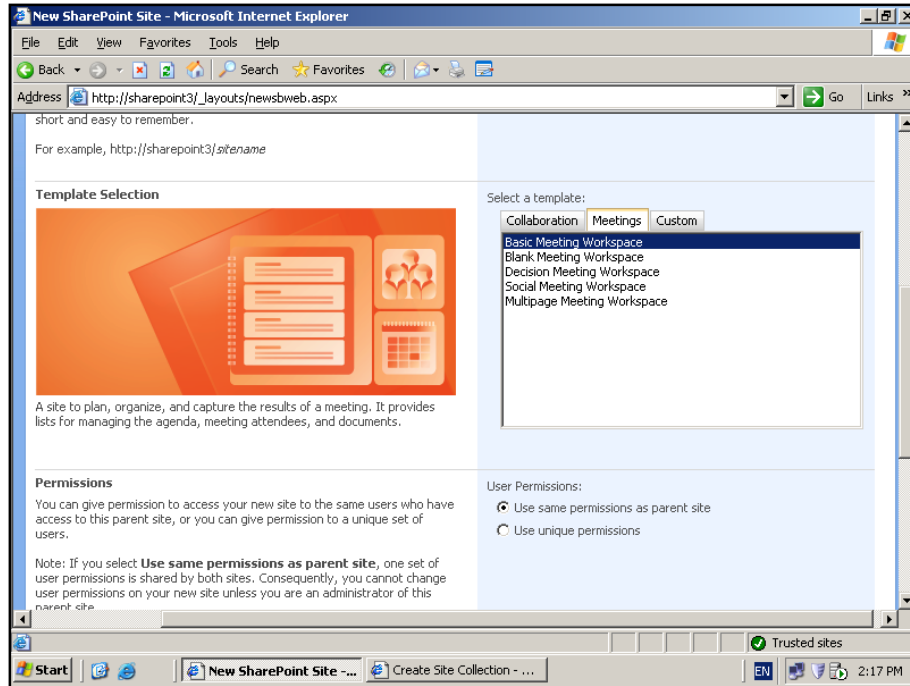 New SharePoint Site - Microsoft Internet Explorer
File Edit View Favorites Tools Help
Back Search Favorites
Address http://sharepoint3/_layouts/newsbweb.aspx Go Links »
short and easy to remember.
For example, http://sharepoint3/sitename
Template Selection
Select a template:
Collaboration Meetings Custom
Basic Meeting Workspace
Blank Meeting Workspace
Decision Meeting Workspace
Social Meeting Workspace
Multipage Meeting Workspace
A site to plan, organize, and capture the results of a meeting. It provides
lists for managing the agenda, meeting attendees, and documents.
Permissions
You can give permission to access your new site to the same users who have
access to this parent site, or you can give permission to a unique set of
users.
Note: If you select Use same permissions as parent site, one set of
user permissions is shared by both sites. Consequently, you cannot change
user permissions on your new site unless you are an administrator of this
parent site.
User Permissions:
Use same permissions as parent site
Use unique permissions
Trusted sites
Start New SharePoint Site -... Create Site Collection - ... EN 2:17 PM